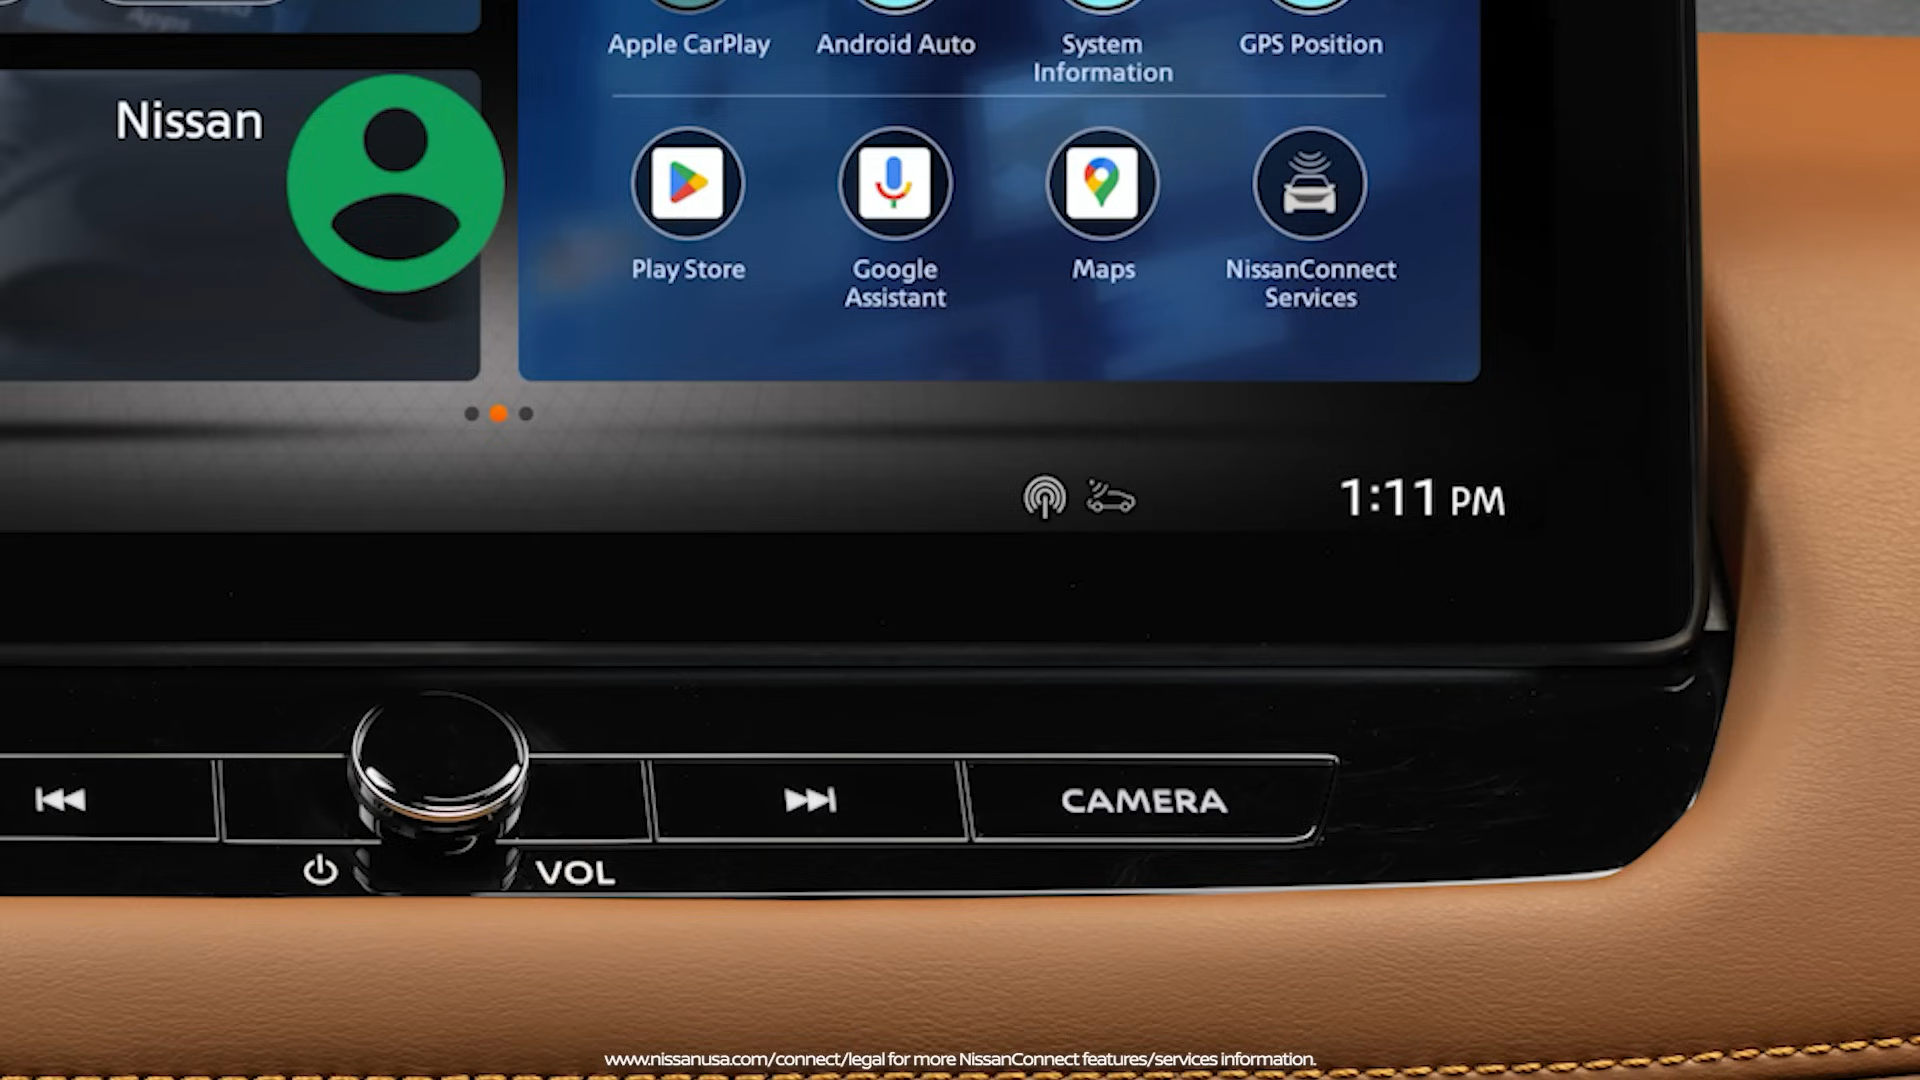 Apps
Apple CarPlay
Android Auto
System
Information
GPS Position
Nissan
Play Store
Google
Assistant
Maps
NissanConnect
Services
1:11 PM
CAMERA
VOL
www.nissanusa.com/connect/legal for more NissanConnect features/services information.